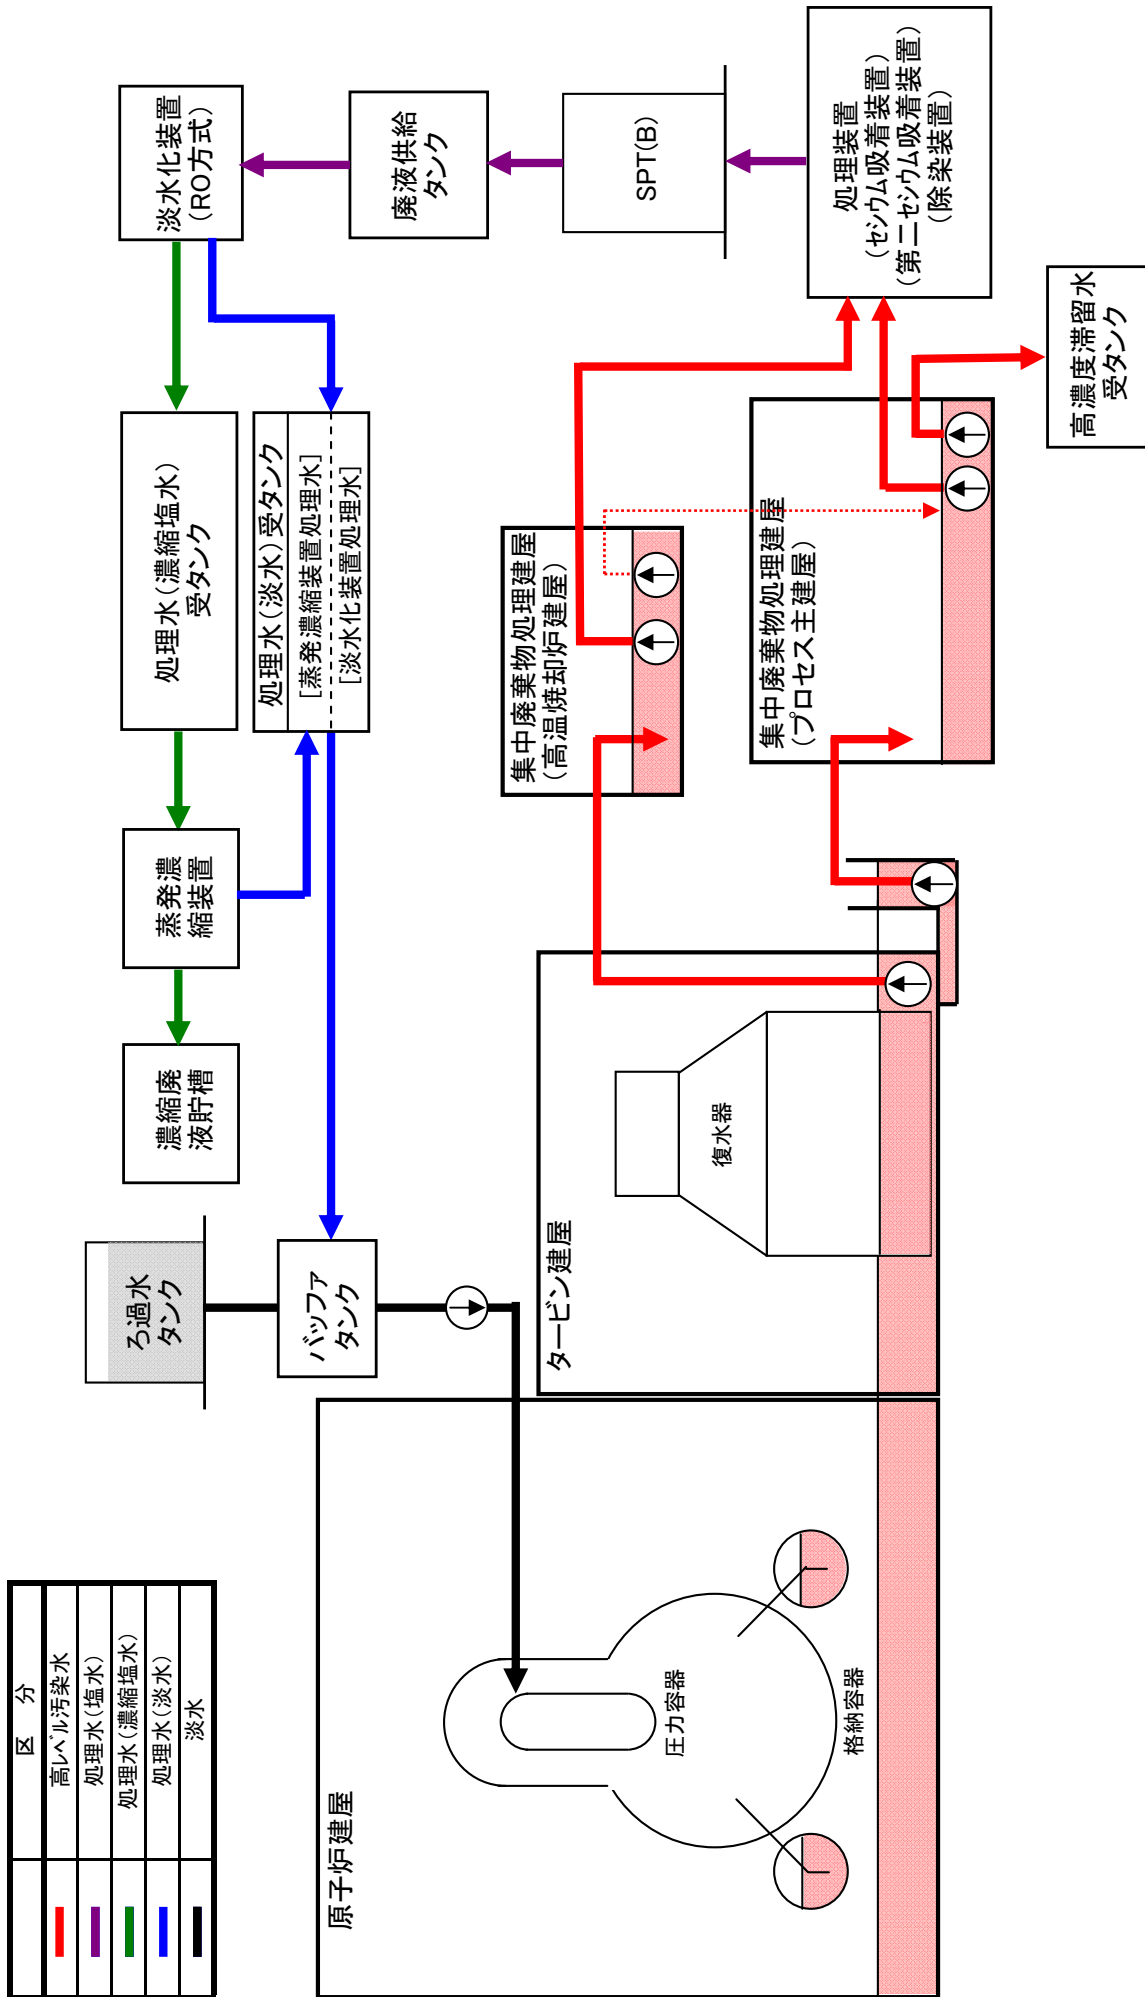 区　分
高レベル汚染水
処理水(塩水)
処理水(濃縮塩水)
処理水(淡水)
淡水
ろ過水
タンク
バッファ
タンク
濃縮廃
液貯槽
蒸発濃
縮装置
処理水(濃縮塩水)
受タンク
処理水(淡水)受タンク
[蒸発濃縮装置処理水]
[淡水化装置処理水]
淡水化装置
(RO方式)
廃液供給
タンク
SPT(B)
処理装置
(セシウム吸着装置)
(第二セシウム吸着装置)
(除染装置)
原子炉建屋
圧力容器
格納容器
タービン建屋
復水器
集中廃棄物処理建屋
(高温焼却炉建屋)
集中廃棄物処理建屋
(プロセス主建屋)
高濃度滞留水
受タンク